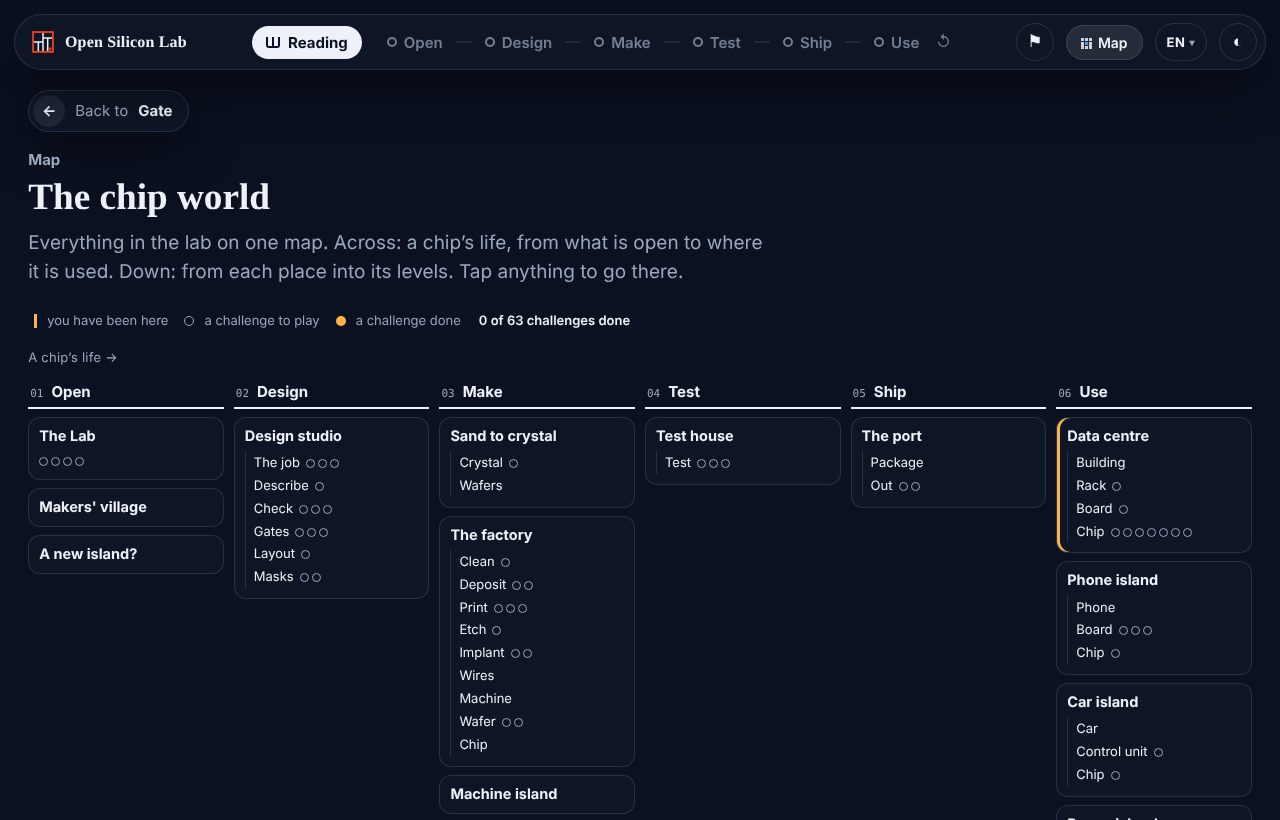 Open Silicon Lab
Reading
Open
Design
Make
Test
Ship
Use
Map
EN
Back to Gate
Map
The chip world
Everything in the lab on one map. Across: a chip’s life, from what is open to where
it is used. Down: from each place into its levels. Tap anything to go there.
you have been here
a challenge to play
a challenge done
0 of 63 challenges done
A chip’s life →
01 Open
The Lab
Makers' village
A new island?
02 Design
Design studio
The job
Describe
Check
Gates
Layout
Masks
03 Make
Sand to crystal
Crystal
Wafers
The factory
Clean
Deposit
Print
Etch
Implant
Wires
Machine
Wafer
Chip
Machine island
04 Test
Test house
Test
05 Ship
The port
Package
Out
06 Use
Data centre
Building
Rack
Board
Chip
Phone island
Phone
Board
Chip
Car island
Car
Control unit
Chip